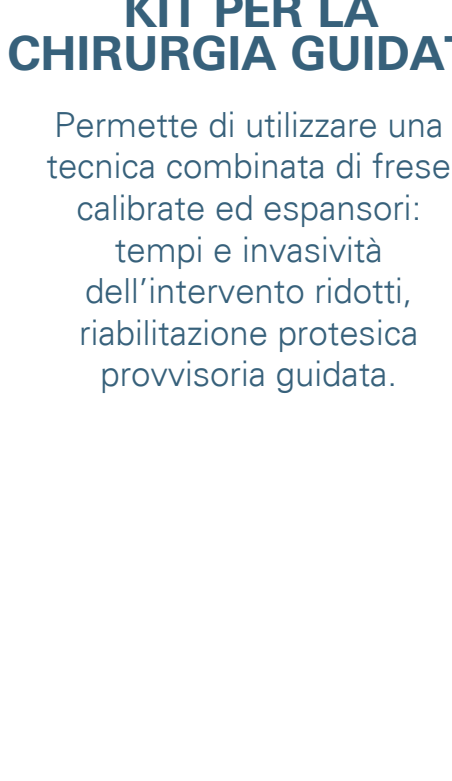 KIT PER LA
CHIRURGIA GUIDAT
Permette di utilizzare una
tecnica combinata di frese
calibrate ed espansori:
tempi e invasività
dell’intervento ridotti,
riabilitazione protesica
provvisoria guidata.